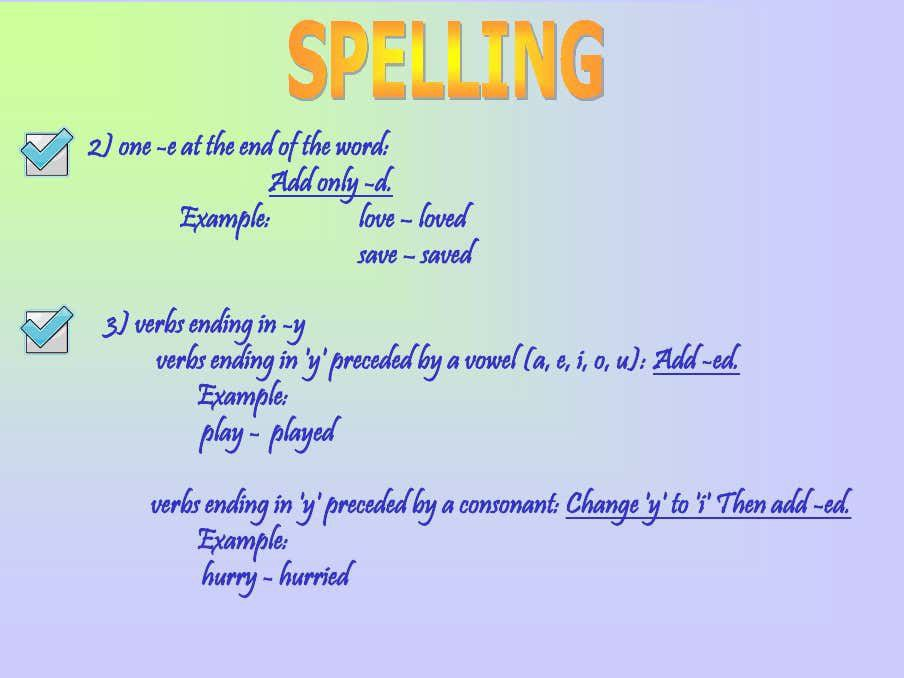 SPELLING
2) one -e at the end of the word:
Add only -d.
Example: love – loved
save – saved
3) verbs ending in -y
verbs ending in 'y' preceded by a vowel (a, e, i, o, u): Add -ed.
Example:
play - played
verbs ending in 'y' preceded by a consonant: Change 'y' to 'i' Then add -ed.
Example:
hurry - hurried